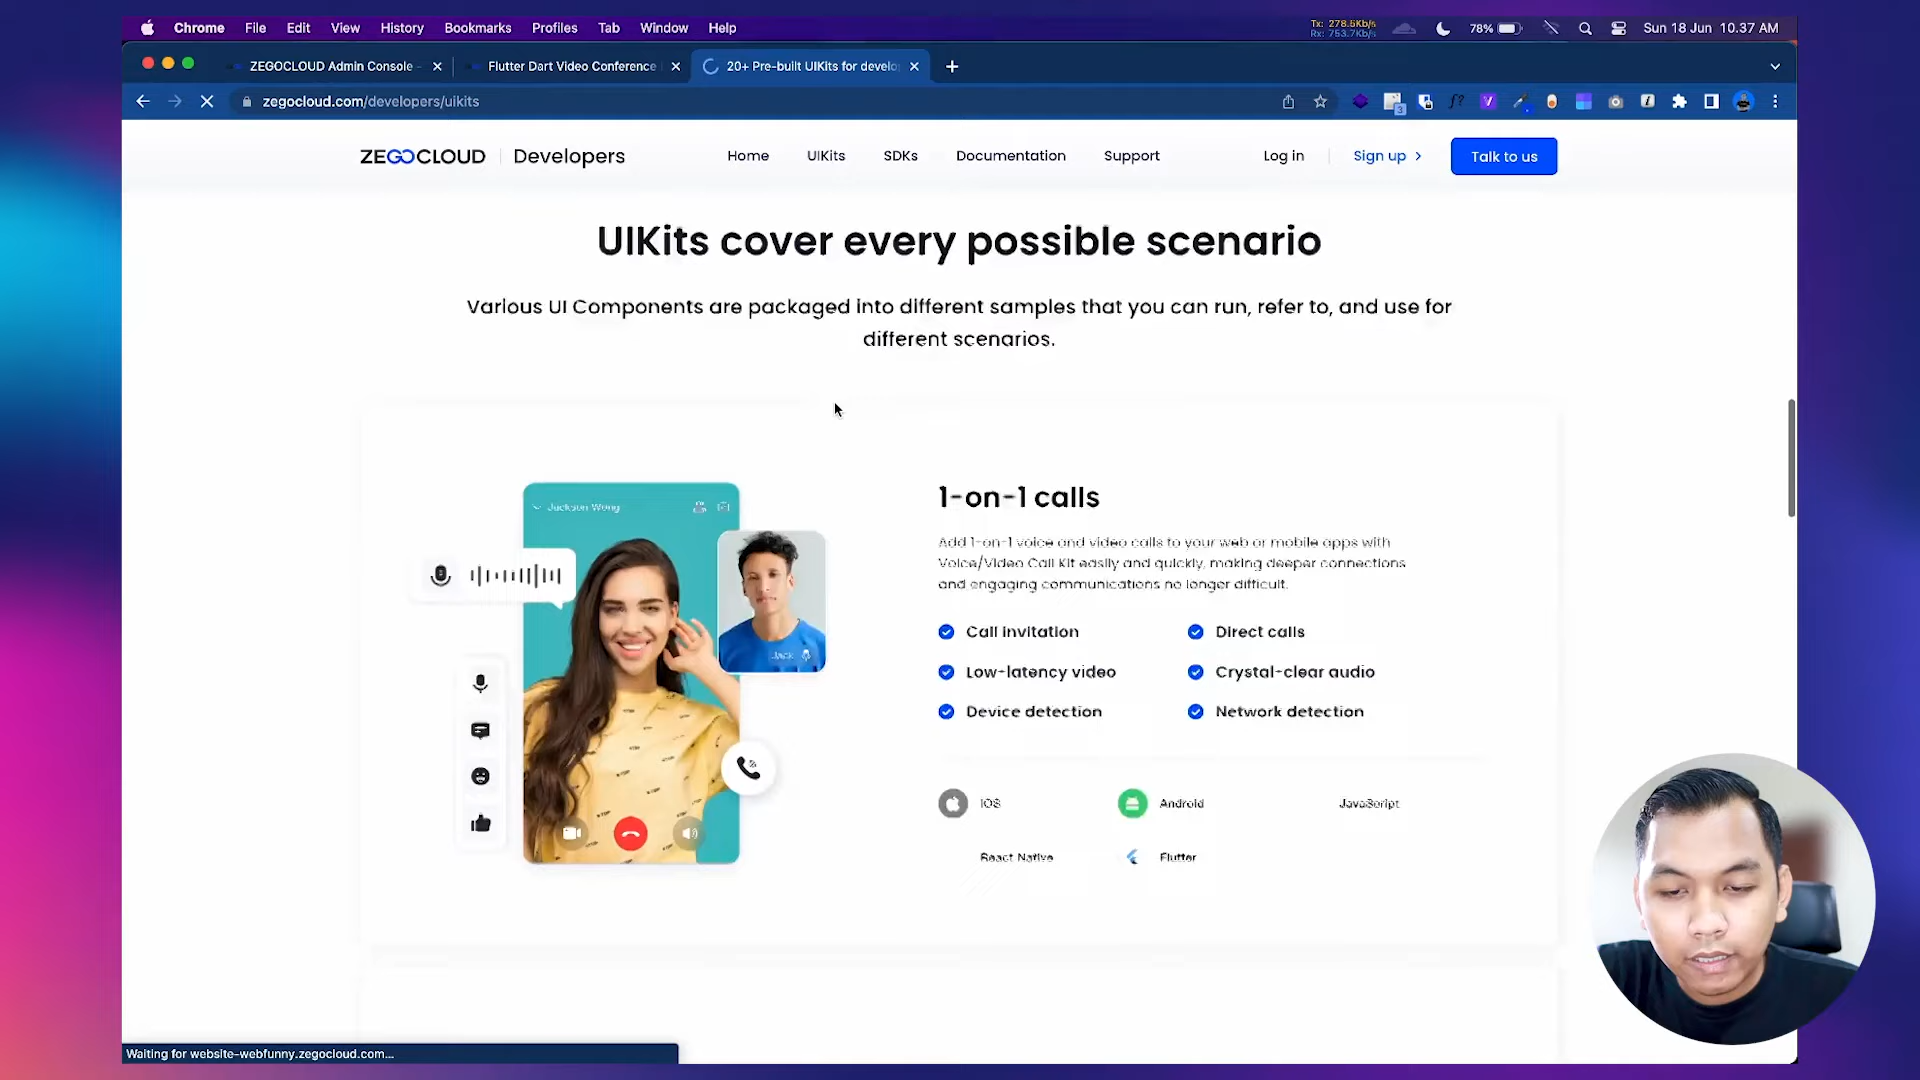 Chrome File Edit View History Bookmarks Profiles Tab Window Help
Tx: 278.5Kb/s
Rx: 753.7Kb/s
78% Sun 18 Jun 10.37 AM
ZEGOCLOUD Admin Console - Flutter Dart Video Conference 20+ Pre-built UIKits for develo
zegocloud.com/developers/uikits
ZEGOCLOUD Developers Home UIKits SDKs Documentation Support Log in Sign up Talk to us
UIKits cover every possible scenario
Various UI Components are packaged into different samples that you can run, refer to, and use for
different scenarios.
Jackson Wong
Jack
1-on-1 calls
Add 1-on-1 voice and video calls to your web or mobile apps with
Voice/Video Call Kit easily and quickly, making deeper connections
and engaging communications no longer difficult.
Call invitation Direct calls
Low-latency video Crystal-clear audio
Device detection Network detection
iOS Android JavaScript
React Native Flutter
Waiting for website-webfunny.zegocloud.com...